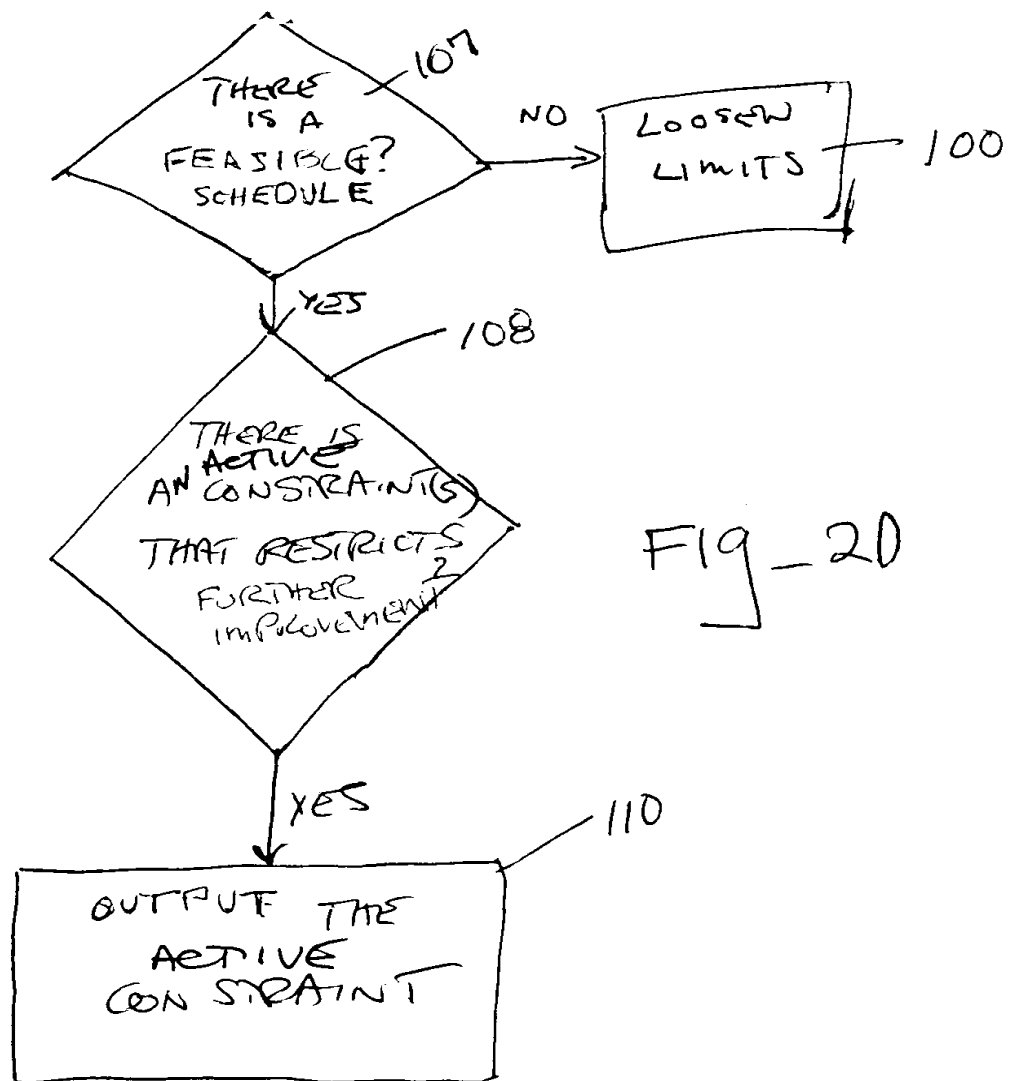 107
THERE
IS A
FEASIBLE?
SCHEDULE
NO
LOOSEN
LIMITS
100
YES
108
THERE IS
AN ACTIVE
CONSTRAINT(S)
THAT RESTRICTS
FURTHER
IMPROVEMENT?
Fig_2D
YES
110
OUTPUT THE
ACTIVE
CONSTRAINT